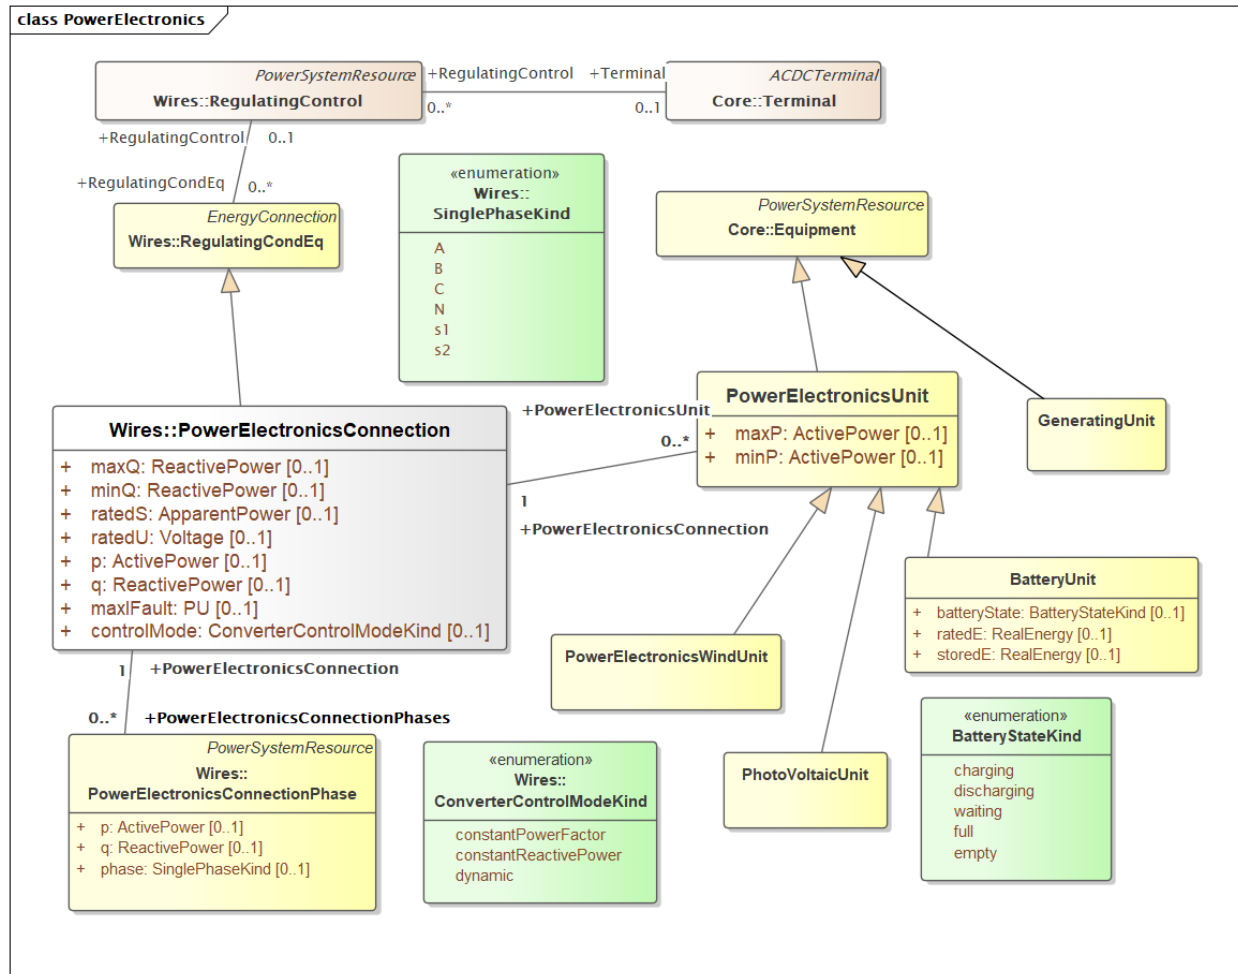 class PowerElectronics
PowerSystemResource
Wires::RegulatingControl
+RegulatingControl
+Terminal
0..*
0..1
ACDCTerminal
Core::Terminal
+RegulatingControl
0..1
+RegulatingCondEq
0..*
EnergyConnection
Wires::RegulatingCondEq
«enumeration»
Wires::
SinglePhaseKind
A
B
C
N
s1
s2
PowerSystemResource
Core::Equipment
Wires::PowerElectronicsConnection
+ maxQ: ReactivePower [0..1]
+ minQ: ReactivePower [0..1]
+ ratedS: ApparentPower [0..1]
+ ratedU: Voltage [0..1]
+ p: ActivePower [0..1]
+ q: ReactivePower [0..1]
+ maxIFault: PU [0..1]
+ controlMode: ConverterControlModeKind [0..1]
+PowerElectronicsUnit
0..*
1
+PowerElectronicsConnection
PowerElectronicsUnit
+ maxP: ActivePower [0..1]
+ minP: ActivePower [0..1]
GeneratingUnit
BatteryUnit
+ batteryState: BatteryStateKind [0..1]
+ ratedE: RealEnergy [0..1]
+ storedE: RealEnergy [0..1]
PowerElectronicsWindUnit
1
+PowerElectronicsConnection
0..*
+PowerElectronicsConnectionPhases
PowerSystemResource
Wires::
PowerElectronicsConnectionPhase
+ p: ActivePower [0..1]
+ q: ReactivePower [0..1]
+ phase: SinglePhaseKind [0..1]
«enumeration»
Wires::
ConverterControlModeKind
constantPowerFactor
constantReactivePower
dynamic
PhotoVoltaicUnit
«enumeration»
BatteryStateKind
charging
discharging
waiting
full
empty